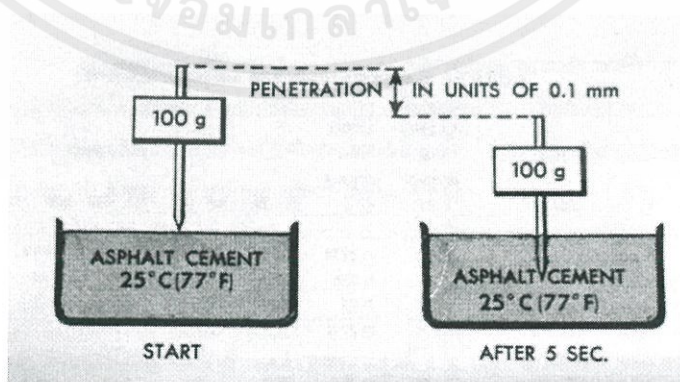 PENETRATION IN UNITS OF 0.1 mm
100 g
100 g
ASPHALT CEMENT
25°C(77°F)
ASPHALT CEMENT
25°C(77°F)
START
AFTER 5 SEC.